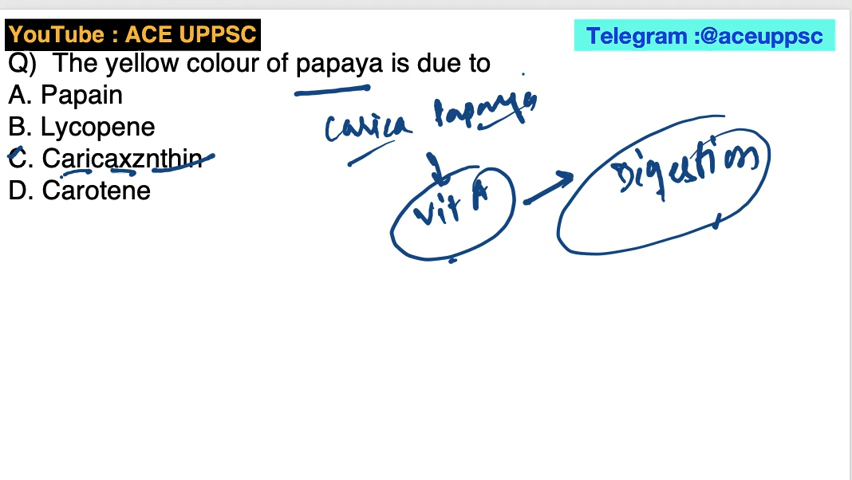 YouTube : ACE UPPSC
Telegram :@aceuppsc
Q) The yellow colour of papaya is due to
A. Papain
B. Lycopene
C. Caricaxznthin
D. Carotene
Carica Papaya
Vit A
Digestion